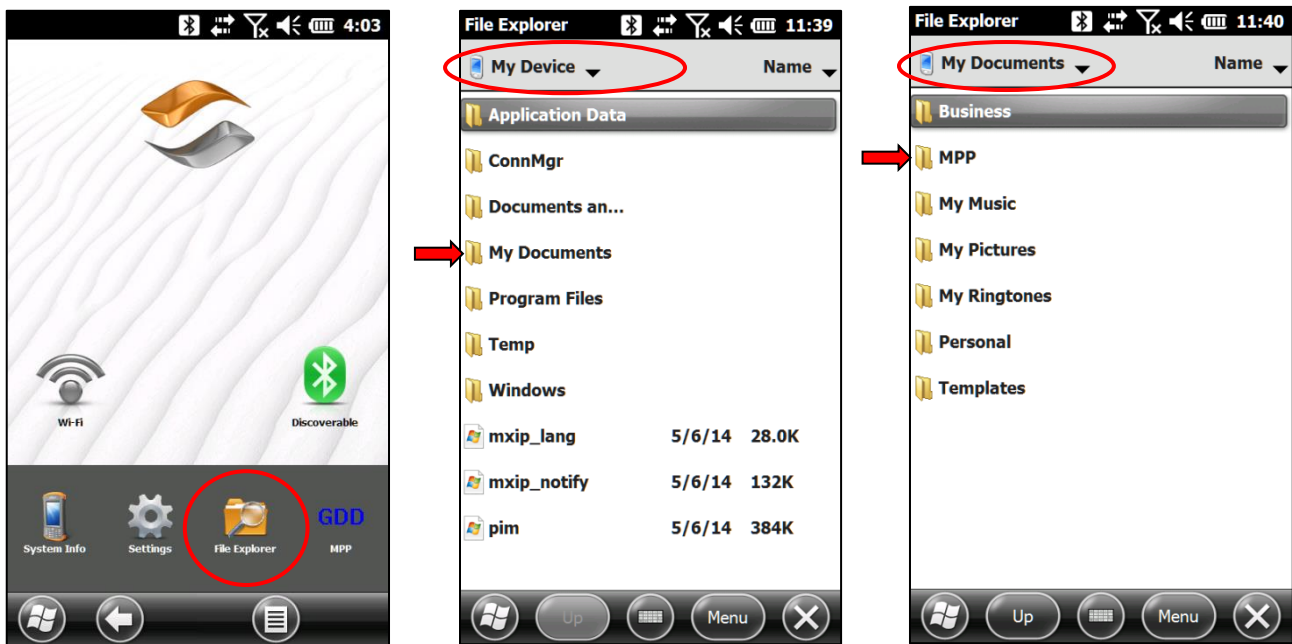 4:03
Wi-Fi
Discoverable
GDD
System Info Settings File Explorer MPP
File Explorer 11:39
My Device Name
Application Data
ConnMgr
Documents an...
My Documents
Program Files
Temp
Windows
mxip_lang 5/6/14 28.0K
mxip_notify 5/6/14 132K
pim 5/6/14 384K
Up Menu
File Explorer 11:40
My Documents Name
Business
MPP
My Music
My Pictures
My Ringtones
Personal
Templates
Up Menu